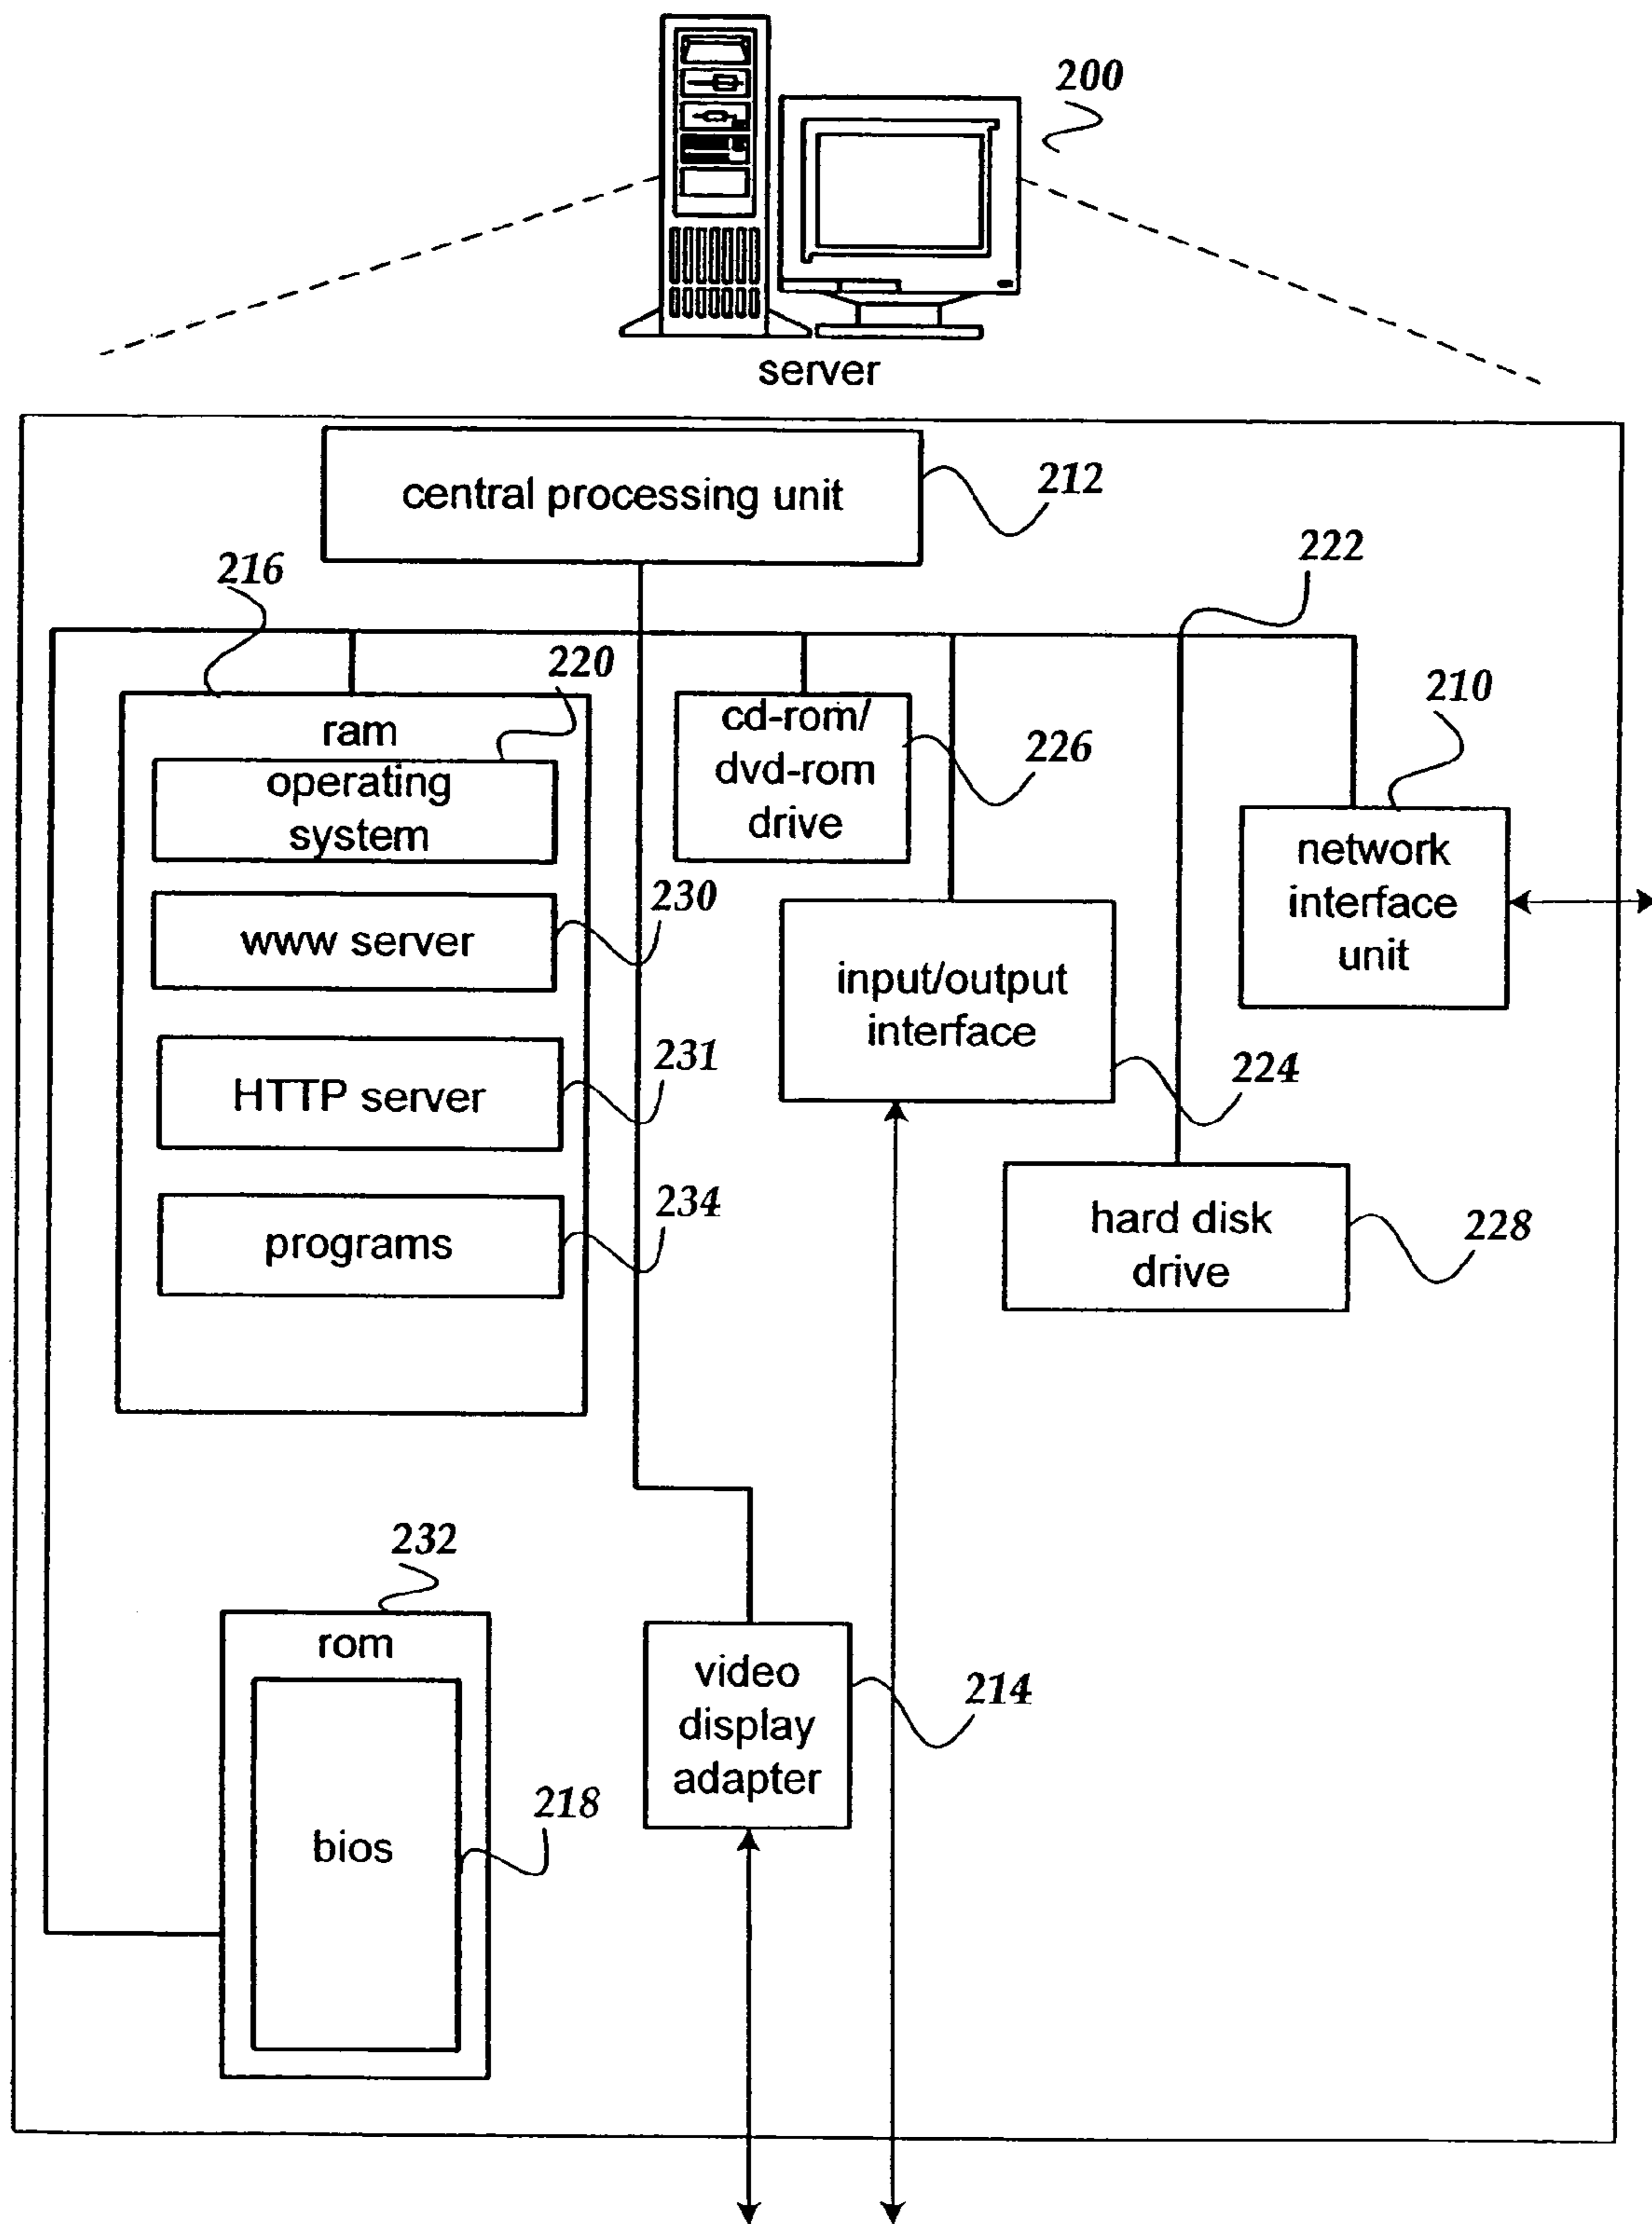 200
server
central processing unit
212
222
216
220
210
ram
operating
system
cd-rom/
dvd-rom
drive
226
network
interface
unit
www server
230
input/output
interface
224
HTTP server
231
programs
234
hard disk
drive
228
232
rom
bios
218
video
display
adapter
214